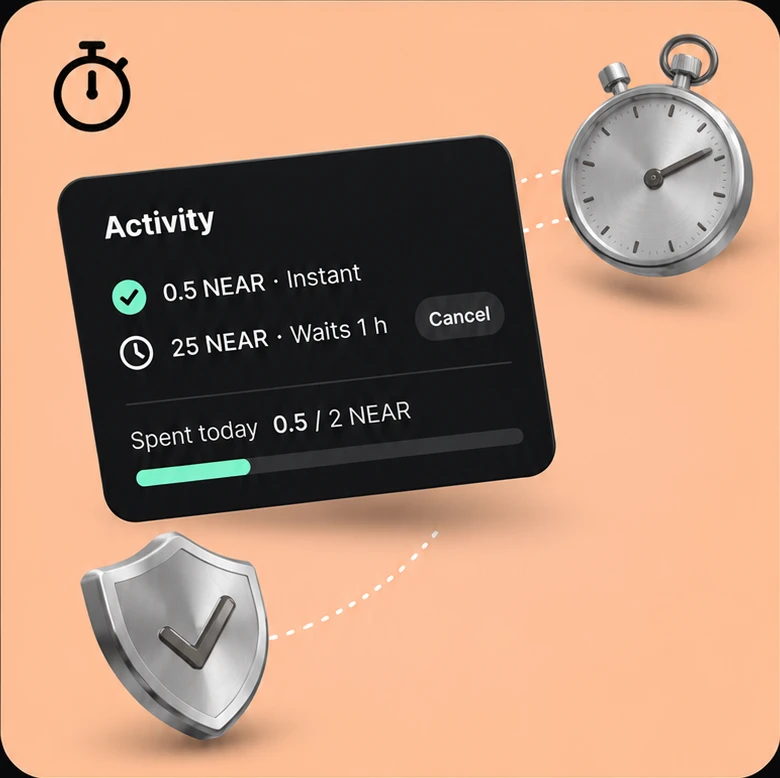 Activity
0.5 NEAR · Instant
25 NEAR · Waits 1 h
Cancel
Spent today 0.5 / 2 NEAR